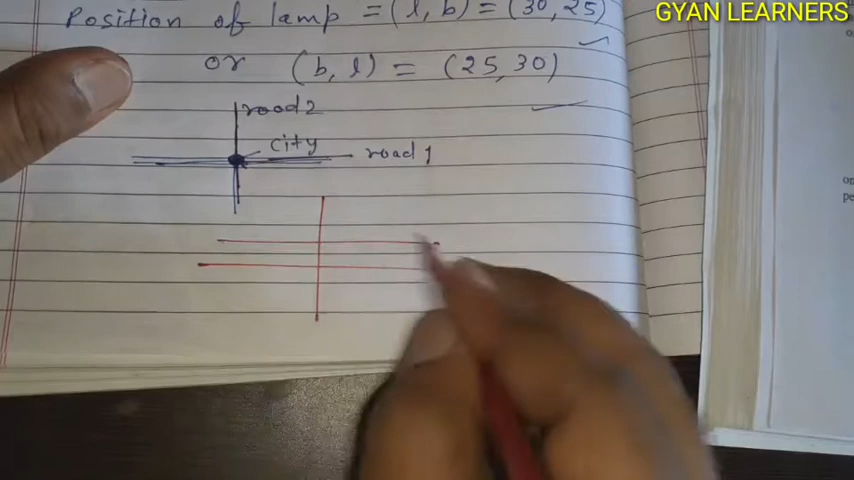 GYAN LEARNERS
Position of lamp = (l, b) = (30, 25)
or (b, l) = (25, 30)
road 2
city
road 1